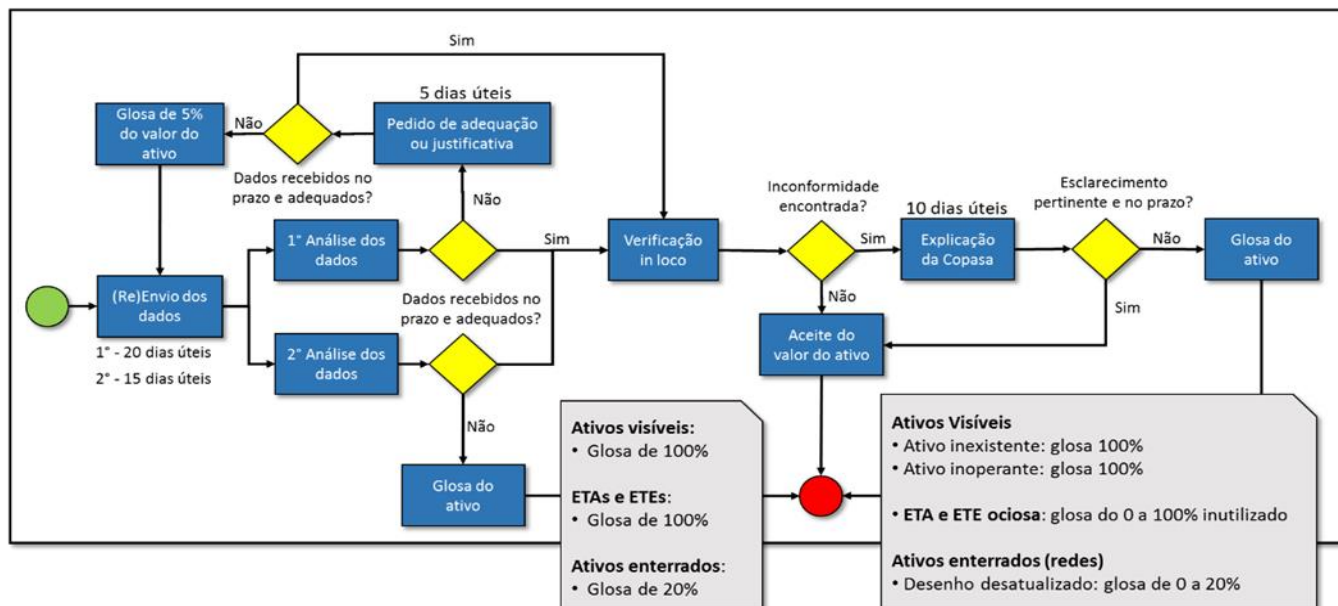 Sim
5 dias úteis
Glosa de 5%
do valor do
ativo
Não
Pedido de adequação
ou justificativa
Dados recebidos no
prazo e adequados?
Não
Inconformidade
encontrada?
Esclarecimento
pertinente e no prazo?
10 dias úteis
1° Análise dos
dados
Sim
Verificação
in loco
Sim
Explicação
da Copasa
Não
Glosa do
ativo
(Re)Envio dos
dados
Dados recebidos no
prazo e adequados?
Não
Sim
1° - 20 dias úteis
2° - 15 dias úteis
2° Análise dos
dados
Aceite do
valor do ativo
Não
Glosa do
ativo
Ativos visíveis:
• Glosa de 100%
ETAs e ETEs:
• Glosa de 100%
Ativos enterrados:
• Glosa de 20%
Ativos Visíveis
• Ativo inexistente: glosa 100%
• Ativo inoperante: glosa 100%
• ETA e ETE ociosa: glosa do 0 a 100% inutilizado
Ativos enterrados (redes)
• Desenho desatualizado: glosa de 0 a 20%